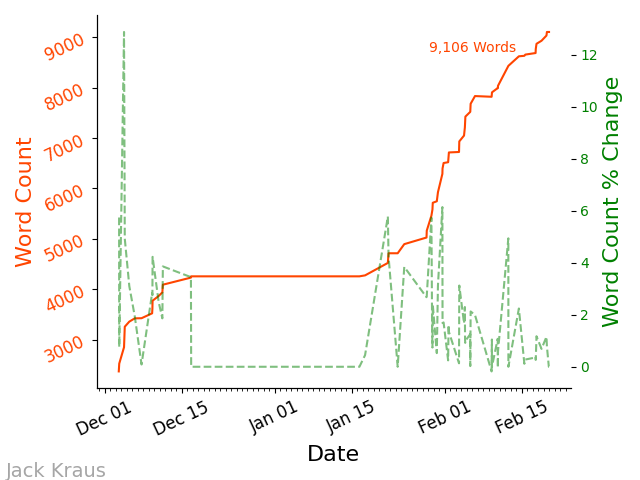 9,106 Words
9000
8000
7000
6000
5000
4000
3000
Word Count
12
10
8
6
4
2
0
Word Count % Change
Dec 01
Dec 15
Jan 01
Jan 15
Feb 01
Feb 15
Date
Jack Kraus